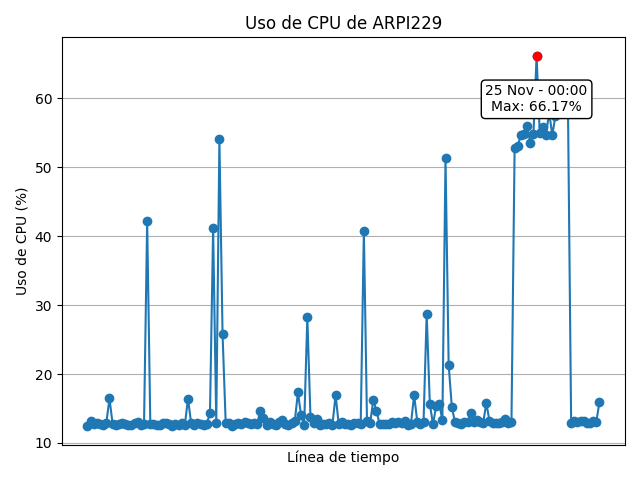 Uso de CPU de ARPI229
25 Nov - 00:00
Max: 66.17%
60
50
40
30
20
10
Uso de CPU (%)
Línea de tiempo